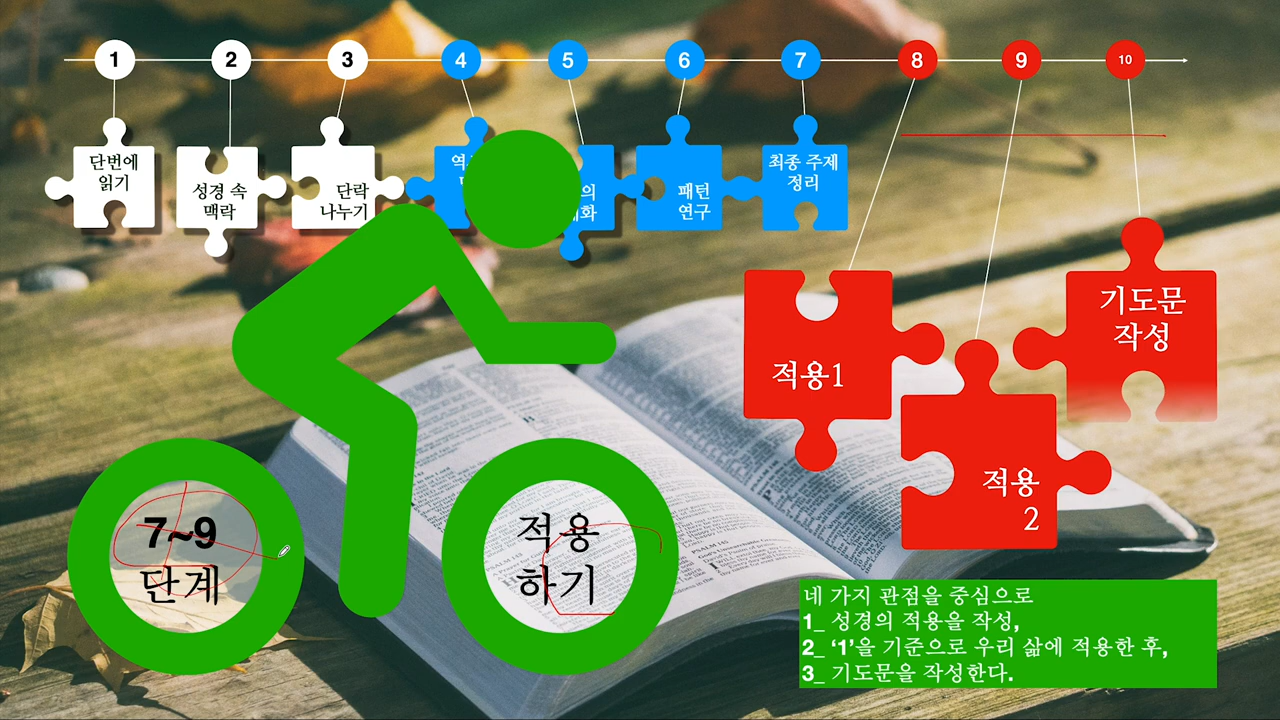 1
2
3
4
5
6
7
8
9
10
단번에
읽기
성경 속
맥락
단락
나누기
패턴
연구
최종 주제
정리
적용1
적용
2
기도문
작성
7~9
단계
적용
하기
네 가지 관점을 중심으로
1_ 성경의 적용을 작성,
2_ ‘1’을 기준으로 우리 삶에 적용한 후,
3_ 기도문을 작성한다.